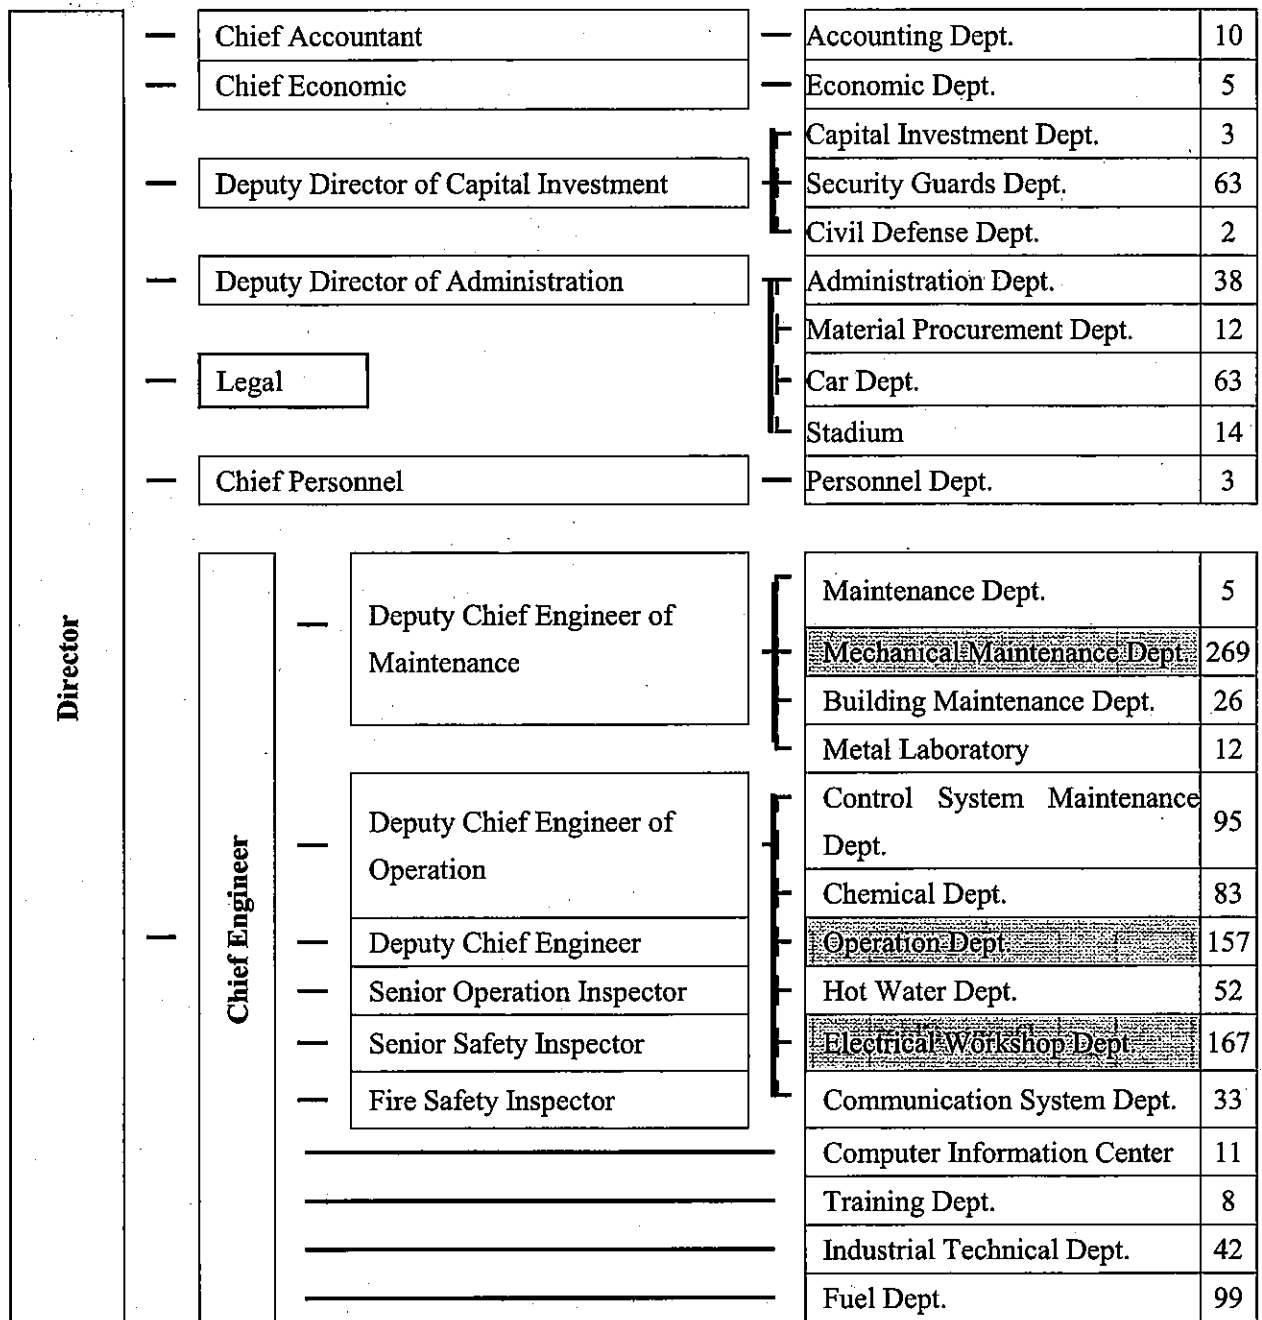 Chief Accountant Accounting Dept. 10
Chief Economic Economic Dept. 5
Capital Investment Dept. 3
Deputy Director of Capital Investment Security Guards Dept. 63
Civil Defense Dept. 2
Deputy Director of Administration Administration Dept. 38
Material Procurement Dept. 12
Legal Car Dept. 63
Stadium 14
Chief Personnel Personnel Dept. 3
Director
Chief Engineer
Deputy Chief Engineer of
Maintenance
Maintenance Dept. 5
Mechanical Maintenance Dept. 269
Building Maintenance Dept. 26
Metal Laboratory 12
Deputy Chief Engineer of
Operation
Control System Maintenance
Dept. 95
Chemical Dept. 83
Deputy Chief Engineer Operation Dept. 157
Senior Operation Inspector Hot Water Dept. 52
Senior Safety Inspector Electrical Workshop Dept. 167
Fire Safety Inspector Communication System Dept. 33
Computer Information Center 11
Training Dept. 8
Industrial Technical Dept. 42
Fuel Dept. 99